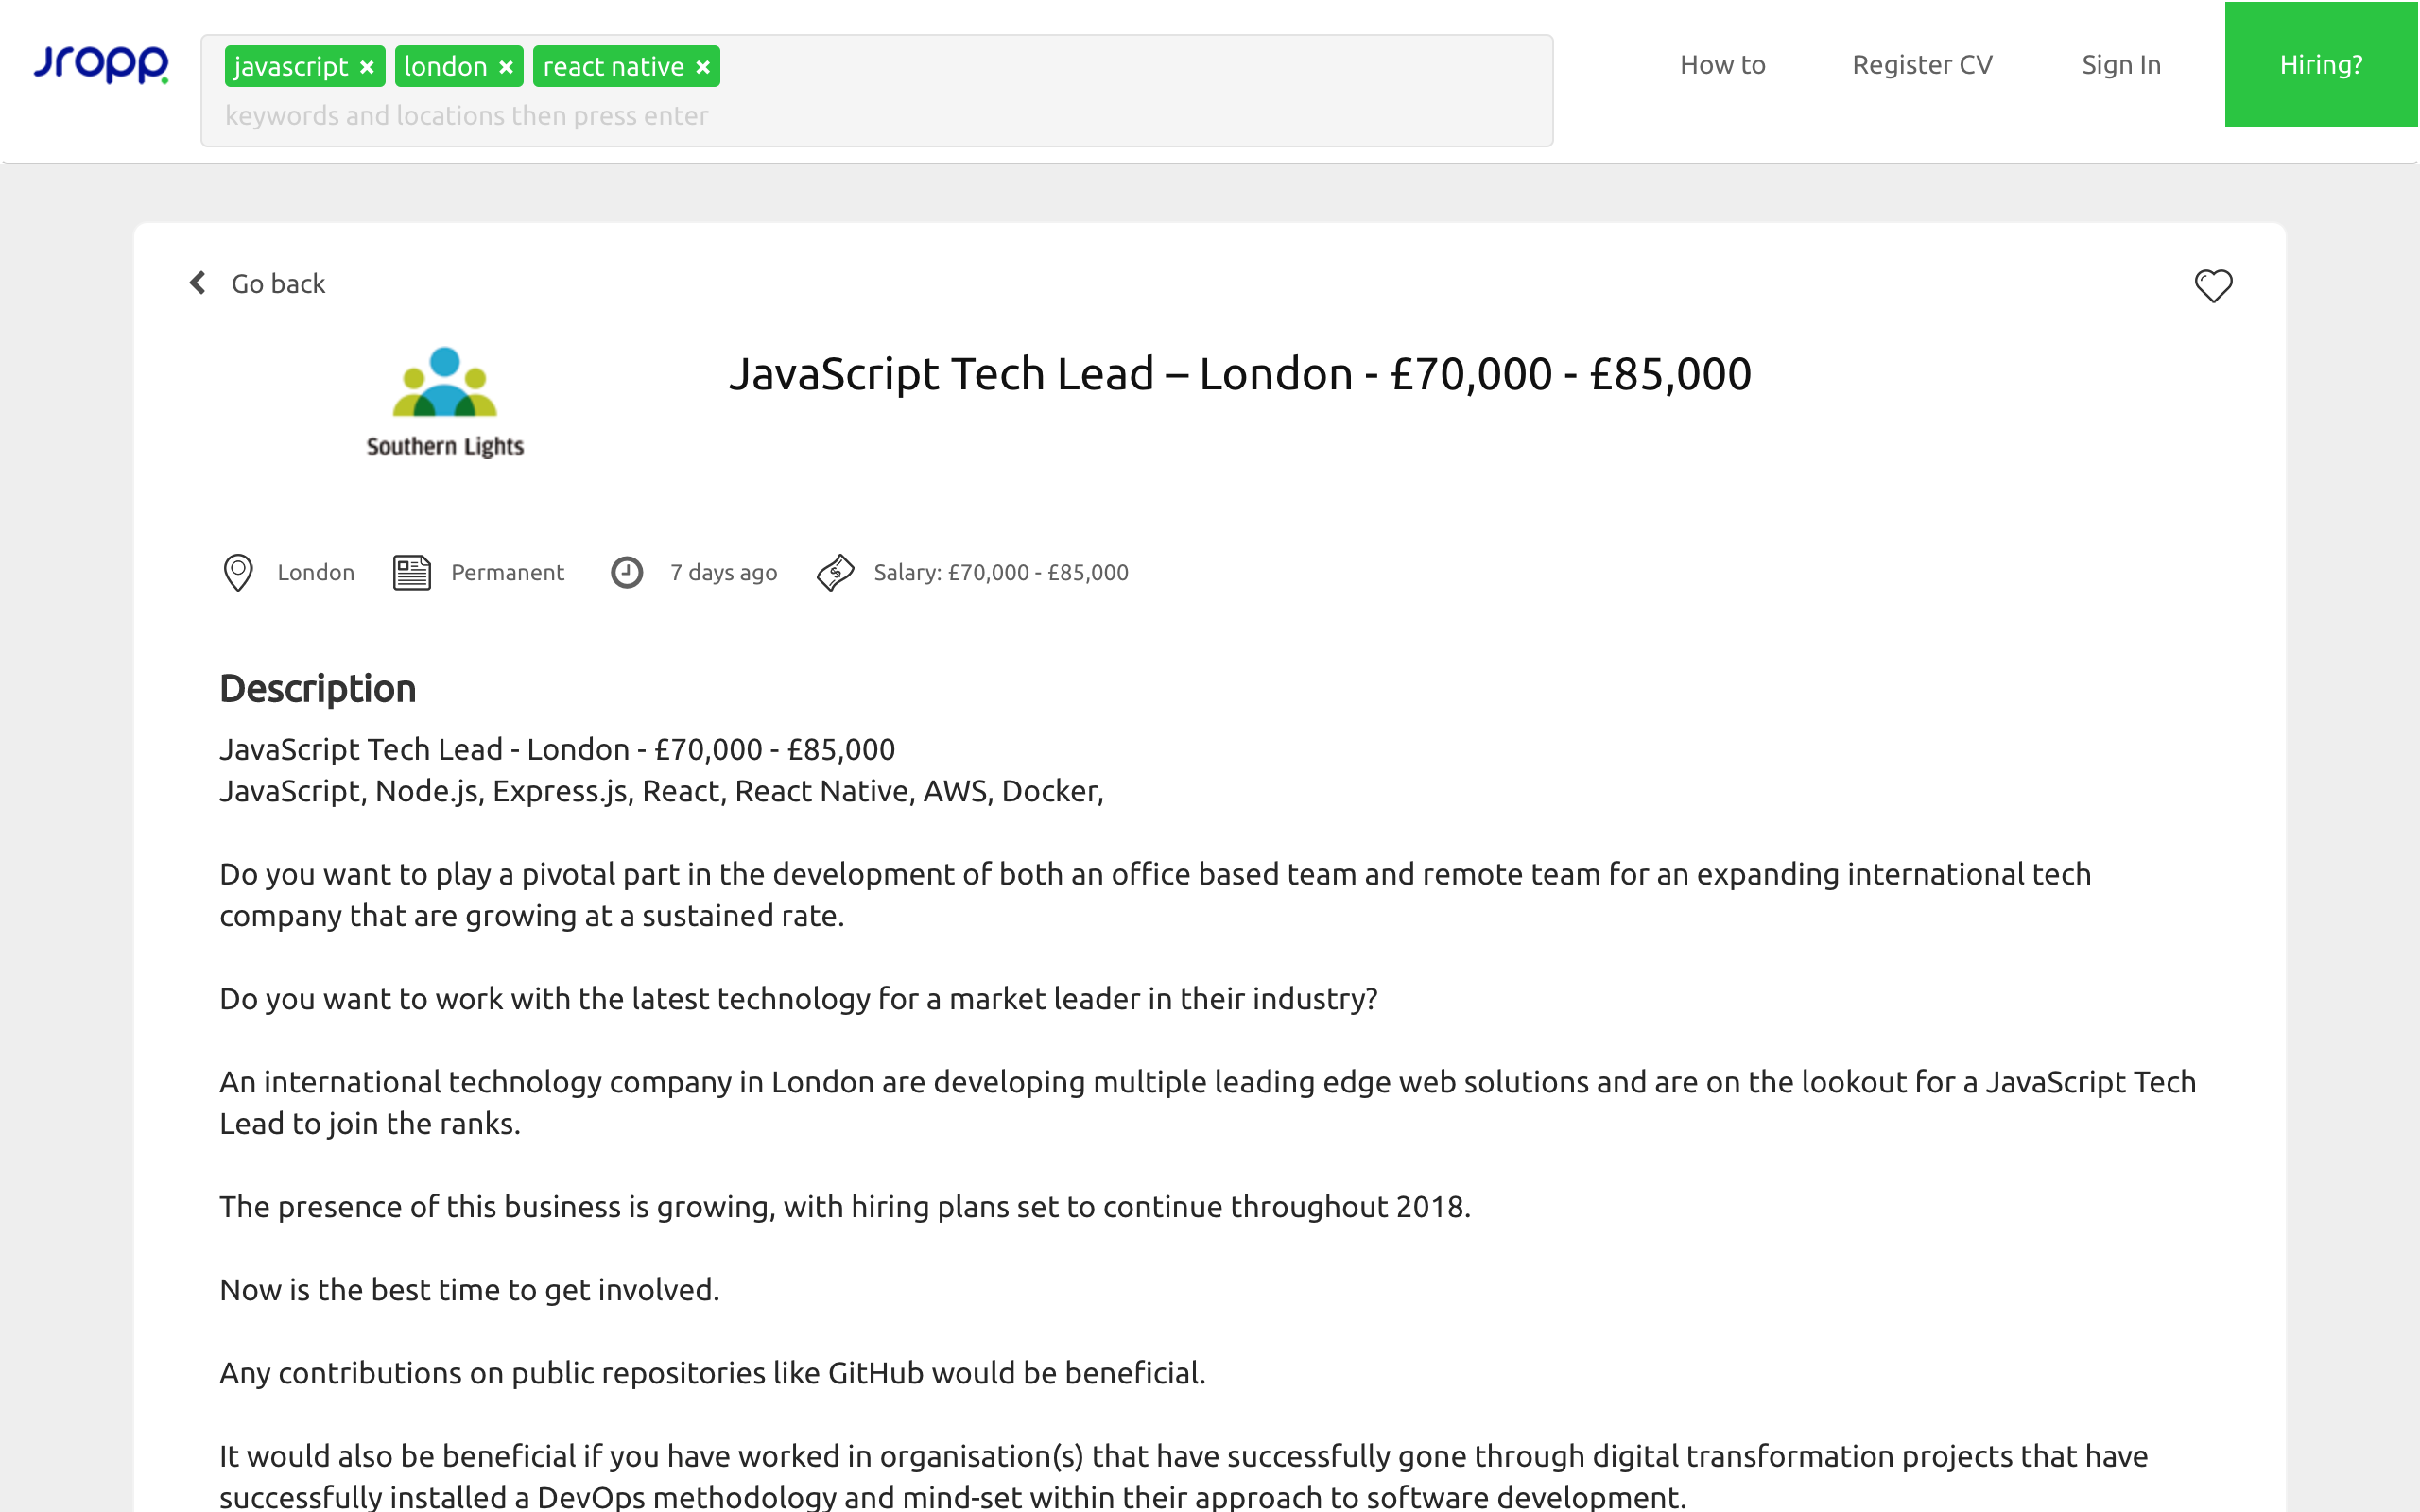 Jropp.
javascript × london × react native ×
keywords and locations then press enter
How to
Register CV
Sign In
Hiring?
Go back
Southern Lights
JavaScript Tech Lead – London - £70,000 - £85,000
London
Permanent
7 days ago
Salary: £70,000 - £85,000
Description
JavaScript Tech Lead - London - £70,000 - £85,000
JavaScript, Node.js, Express.js, React, React Native, AWS, Docker,
Do you want to play a pivotal part in the development of both an office based team and remote team for an expanding international tech
company that are growing at a sustained rate.
Do you want to work with the latest technology for a market leader in their industry?
An international technology company in London are developing multiple leading edge web solutions and are on the lookout for a JavaScript Tech
Lead to join the ranks.
The presence of this business is growing, with hiring plans set to continue throughout 2018.
Now is the best time to get involved.
Any contributions on public repositories like GitHub would be beneficial.
It would also be beneficial if you have worked in organisation(s) that have successfully gone through digital transformation projects that have
successfully installed a DevOps methodology and mind-set within their approach to software development.